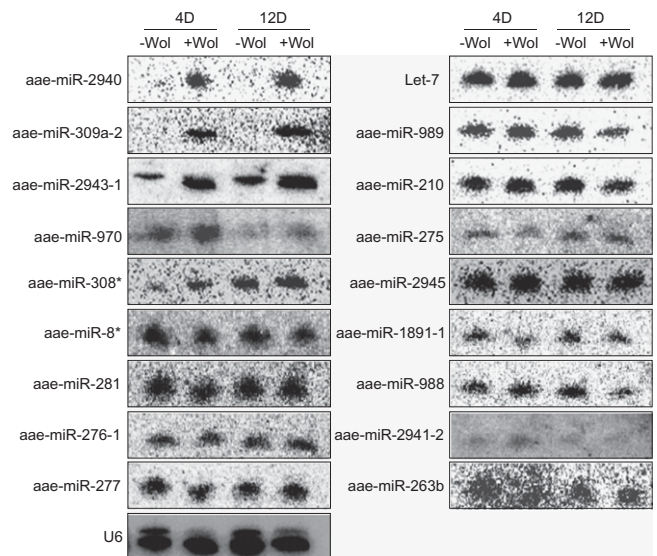 4D 12D
-Wol +Wol -Wol +Wol
aae-miR-2940
aae-miR-309a-2
aae-miR-2943-1
aae-miR-970
aae-miR-308*
aae-miR-8*
aae-miR-281
aae-miR-276-1
aae-miR-277
U6
4D 12D
-Wol +Wol -Wol +Wol
Let-7
aae-miR-989
aae-miR-210
aae-miR-275
aae-miR-2945
aae-miR-1891-1
aae-miR-988
aae-miR-2941-2
aae-miR-263b